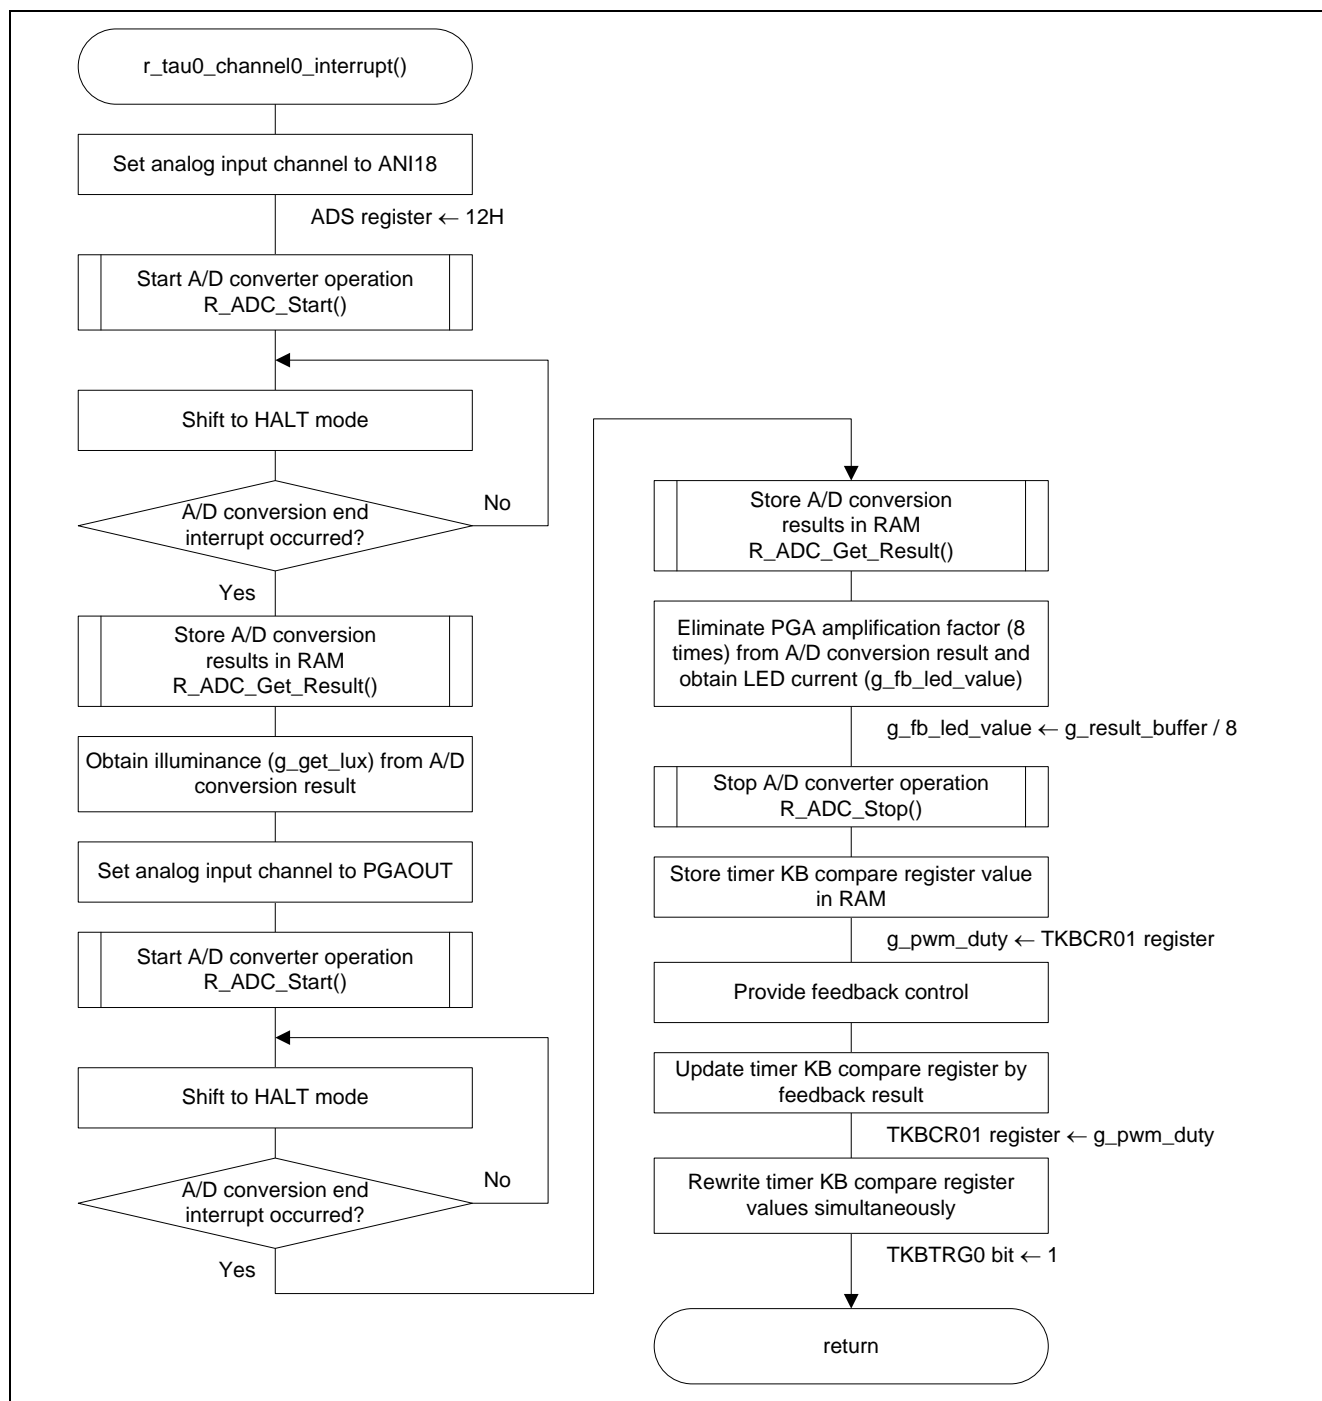 r_tau0_channel0_interrupt()
Set analog input channel to ANI18
ADS register ← 12H
Start A/D converter operation
R_ADC_Start()
Shift to HALT mode
A/D conversion end
interrupt occurred?
No
Yes
Store A/D conversion
results in RAM
R_ADC_Get_Result()
Obtain illuminance (g_get_lux) from A/D
conversion result
Set analog input channel to PGAOUT
Start A/D converter operation
R_ADC_Start()
Shift to HALT mode
A/D conversion end
interrupt occurred?
No
Yes
Store A/D conversion
results in RAM
R_ADC_Get_Result()
Eliminate PGA amplification factor (8
times) from A/D conversion result and
obtain LED current (g_fb_led_value)
g_fb_led_value ← g_result_buffer / 8
Stop A/D converter operation
R_ADC_Stop()
Store timer KB compare register value
in RAM
g_pwm_duty ← TKBCR01 register
Provide feedback control
Update timer KB compare register by
feedback result
TKBCR01 register ← g_pwm_duty
Rewrite timer KB compare register
values simultaneously
TKBTRG0 bit ← 1
return